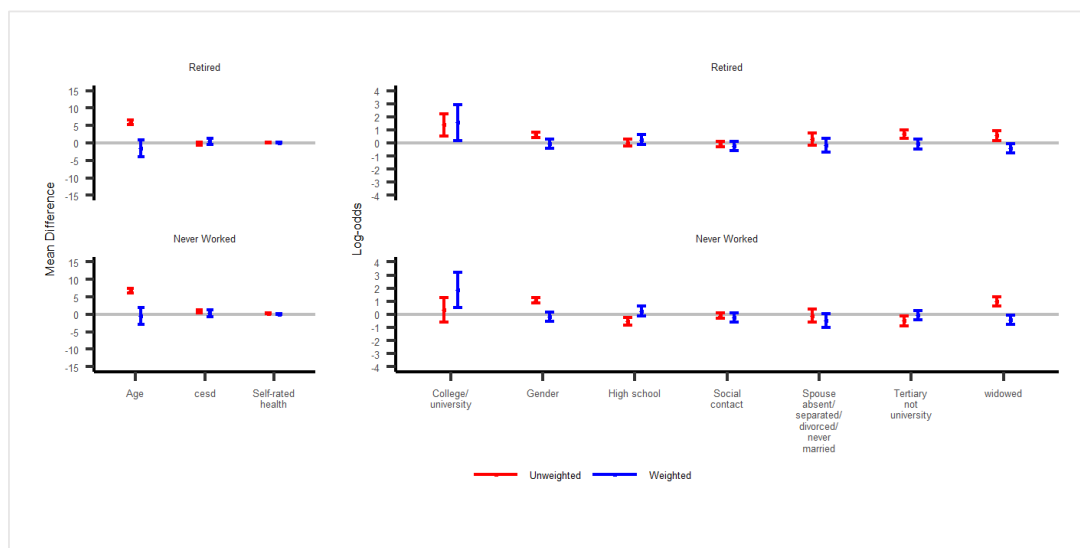 Retired
Retired
15
10
5
0
-5
-10
-15
4
3
2
1
0
-1
-2
-3
-4
Mean Difference
Log-odds
Never Worked
Never Worked
15
10
5
0
-5
-10
-15
4
3
2
1
0
-1
-2
-3
-4
Age
cesd
Self-rated
health
College/
university
Gender
High school
Social
contact
Spouse
absent/
separated/
divorced/
never
married
Tertiary
not
university
widowed
Unweighted
Weighted